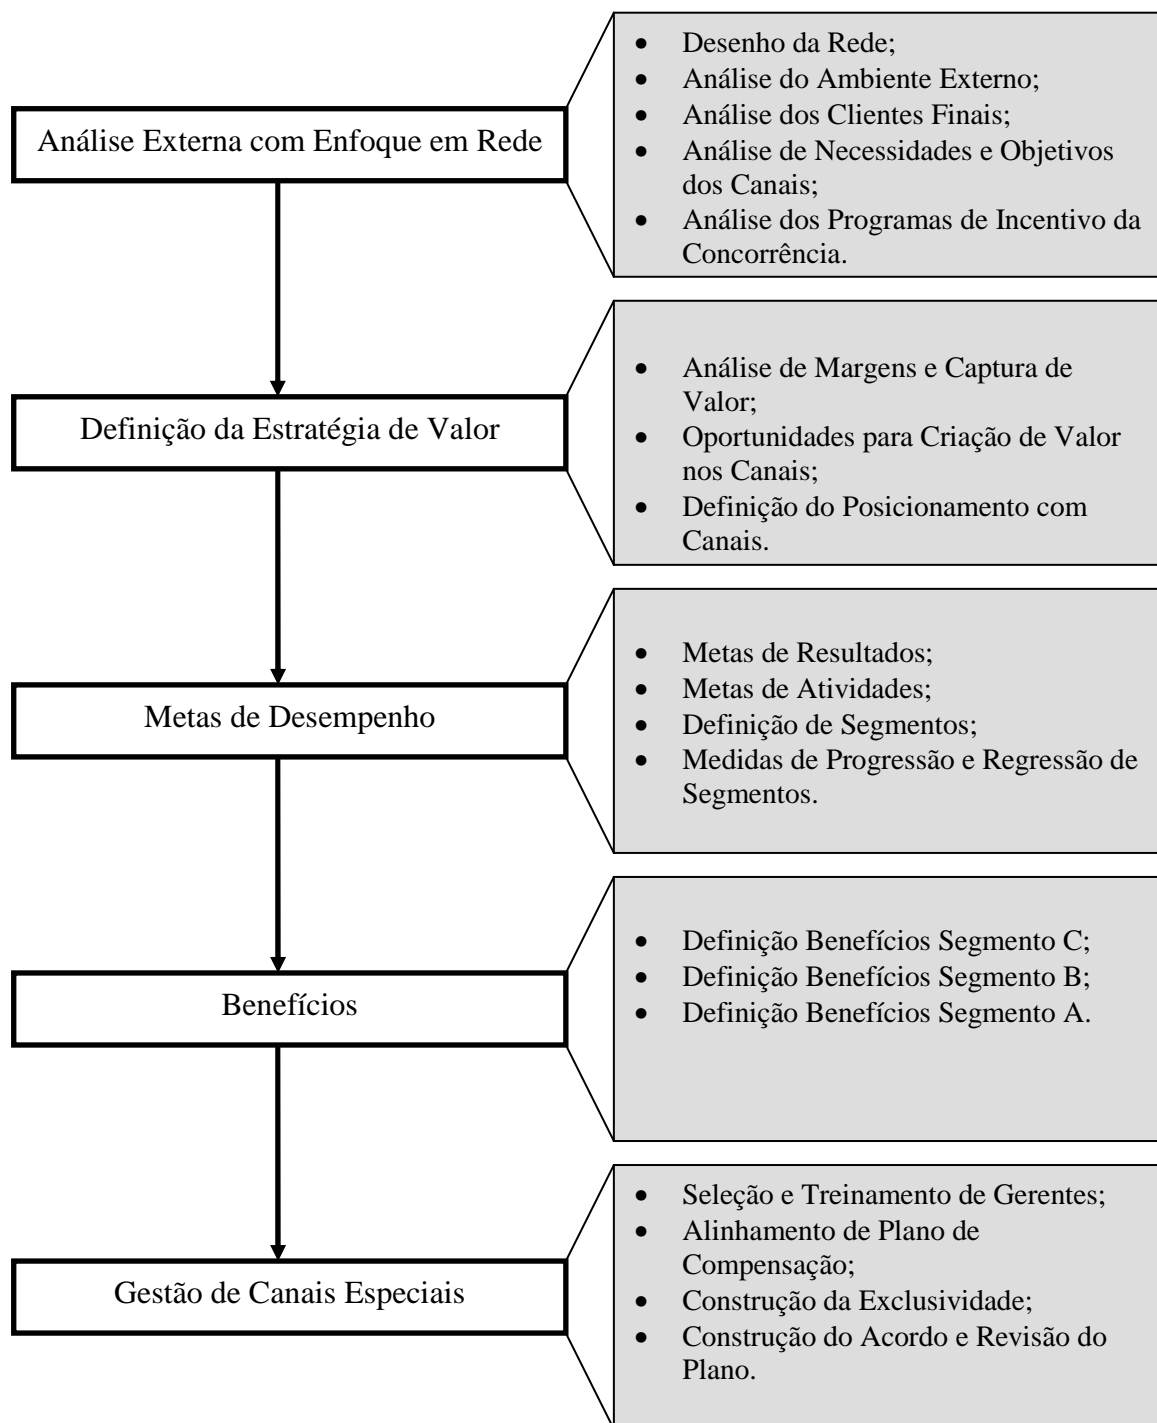 Análise Externa com Enfoque em Rede
• Desenho da Rede;
• Análise do Ambiente Externo;
• Análise dos Clientes Finais;
• Análise de Necessidades e Objetivos
dos Canais;
• Análise dos Programas de Incentivo da
Concorrência.
Definição da Estratégia de Valor
• Análise de Margens e Captura de
Valor;
• Oportunidades para Criação de Valor
nos Canais;
• Definição do Posicionamento com
Canais.
Metas de Desempenho
• Metas de Resultados;
• Metas de Atividades;
• Definição de Segmentos;
• Medidas de Progressão e Regressão de
Segmentos.
Benefícios
• Definição Benefícios Segmento C;
• Definição Benefícios Segmento B;
• Definição Benefícios Segmento A.
Gestão de Canais Especiais
• Seleção e Treinamento de Gerentes;
• Alinhamento de Plano de
Compensação;
• Construção da Exclusividade;
• Construção do Acordo e Revisão do
Plano.